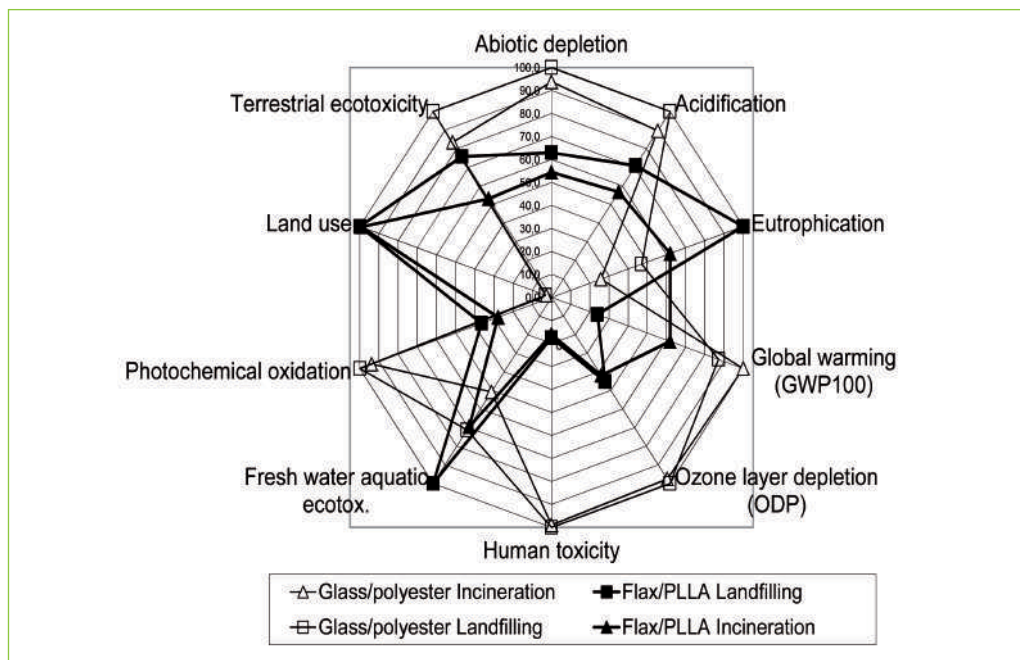 Abiotic depletion
100,0
90,0
80,0
70,0
60,0
50,0
40,0
30,0
20,0
10,0
0,0
Acidification
Eutrophication
Global warming
(GWP100)
Ozone layer depletion
(ODP)
Human toxicity
Fresh water aquatic
ecotox.
Photochemical oxidation
Land use
Terrestrial ecotoxicity
Glass/polyester Incineration
Flax/PLLA Landfilling
Glass/polyester Landfilling
Flax/PLLA Incineration